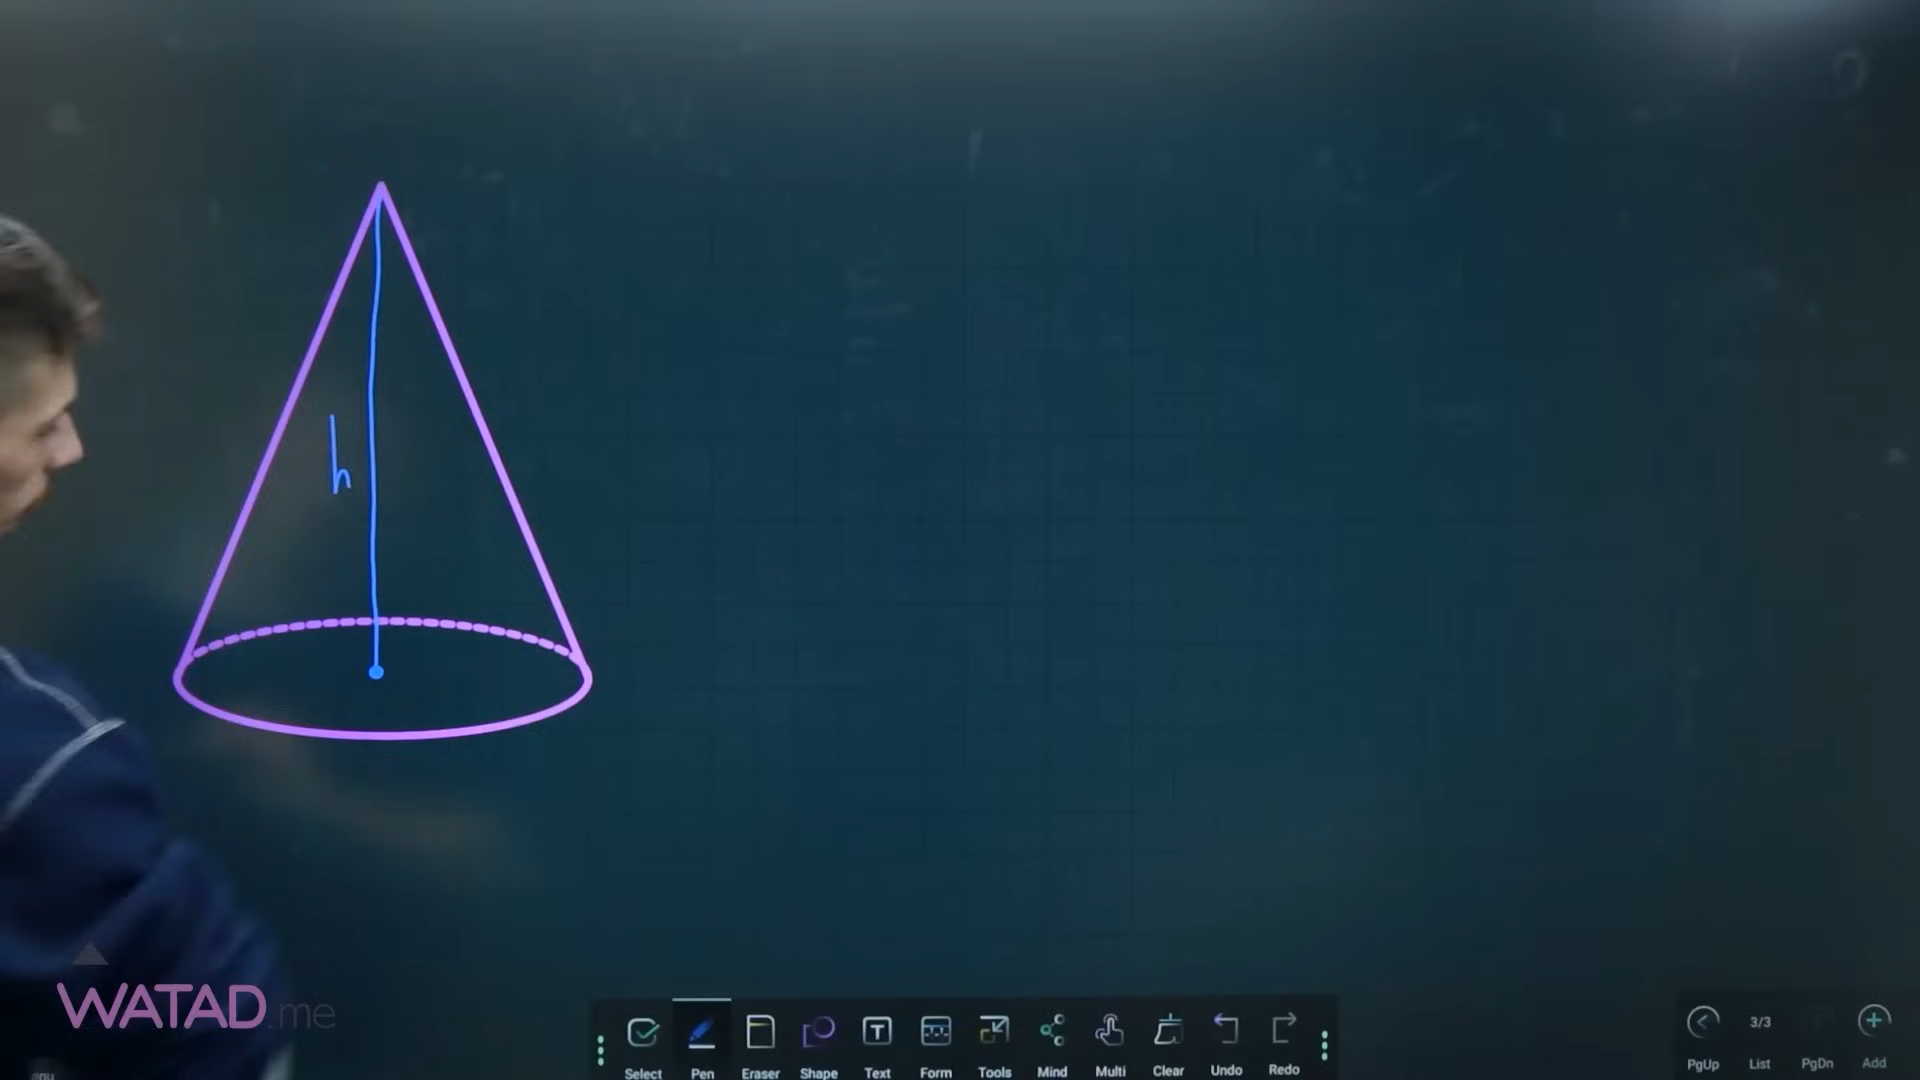 h
WATAD.me
Select Pen Eraser Shape Text Form Tools Mind Multi Clear Undo Redo
3/3
PgUp List PgDn Add
enu